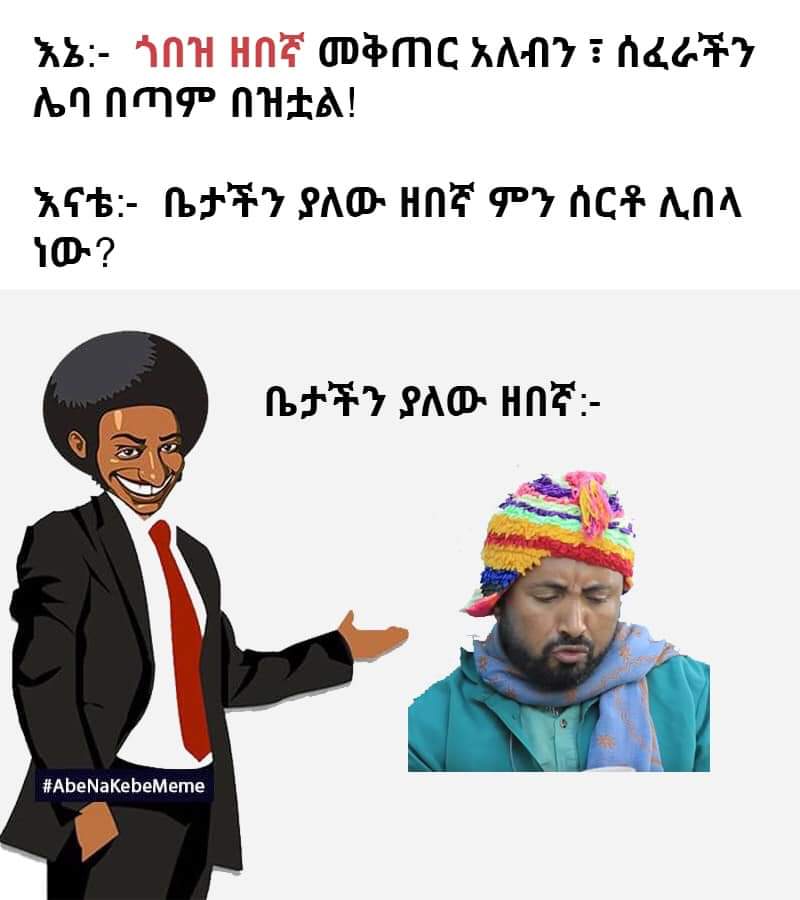 እኔ:- ጎበዝ ዘበኛ መቅጠር አለብን ፣ ሰፈራችን
ሌባ በጣም በዝቷል!
እናቴ:- ቤታችን ያለው ዘበኛ ምን ሰርቶ ሊበላ
ነው?
ቤታችን ያለው ዘበኛ:-
#AbeNaKebeMeme